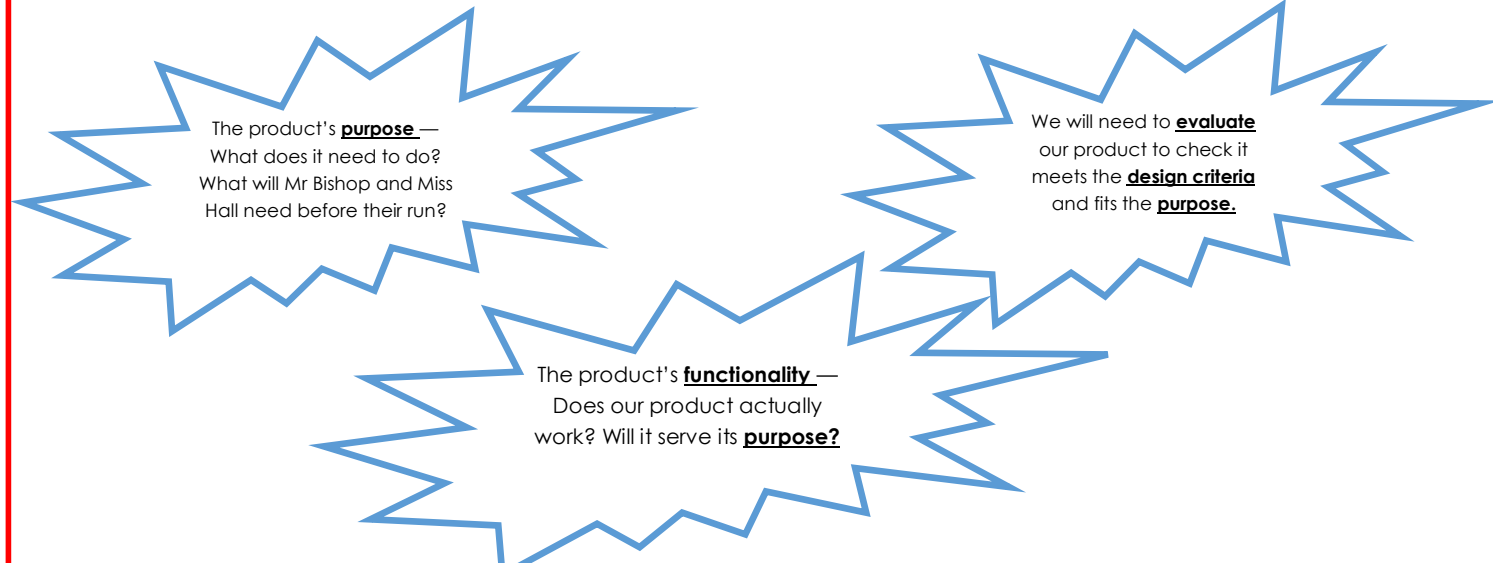 The product’s purpose —
What does it need to do?
What will Mr Bishop and Miss
Hall need before their run?
We will need to evaluate
our product to check it
meets the design criteria
and fits the purpose.
The product’s functionality —
Does our product actually
work? Will it serve its purpose?